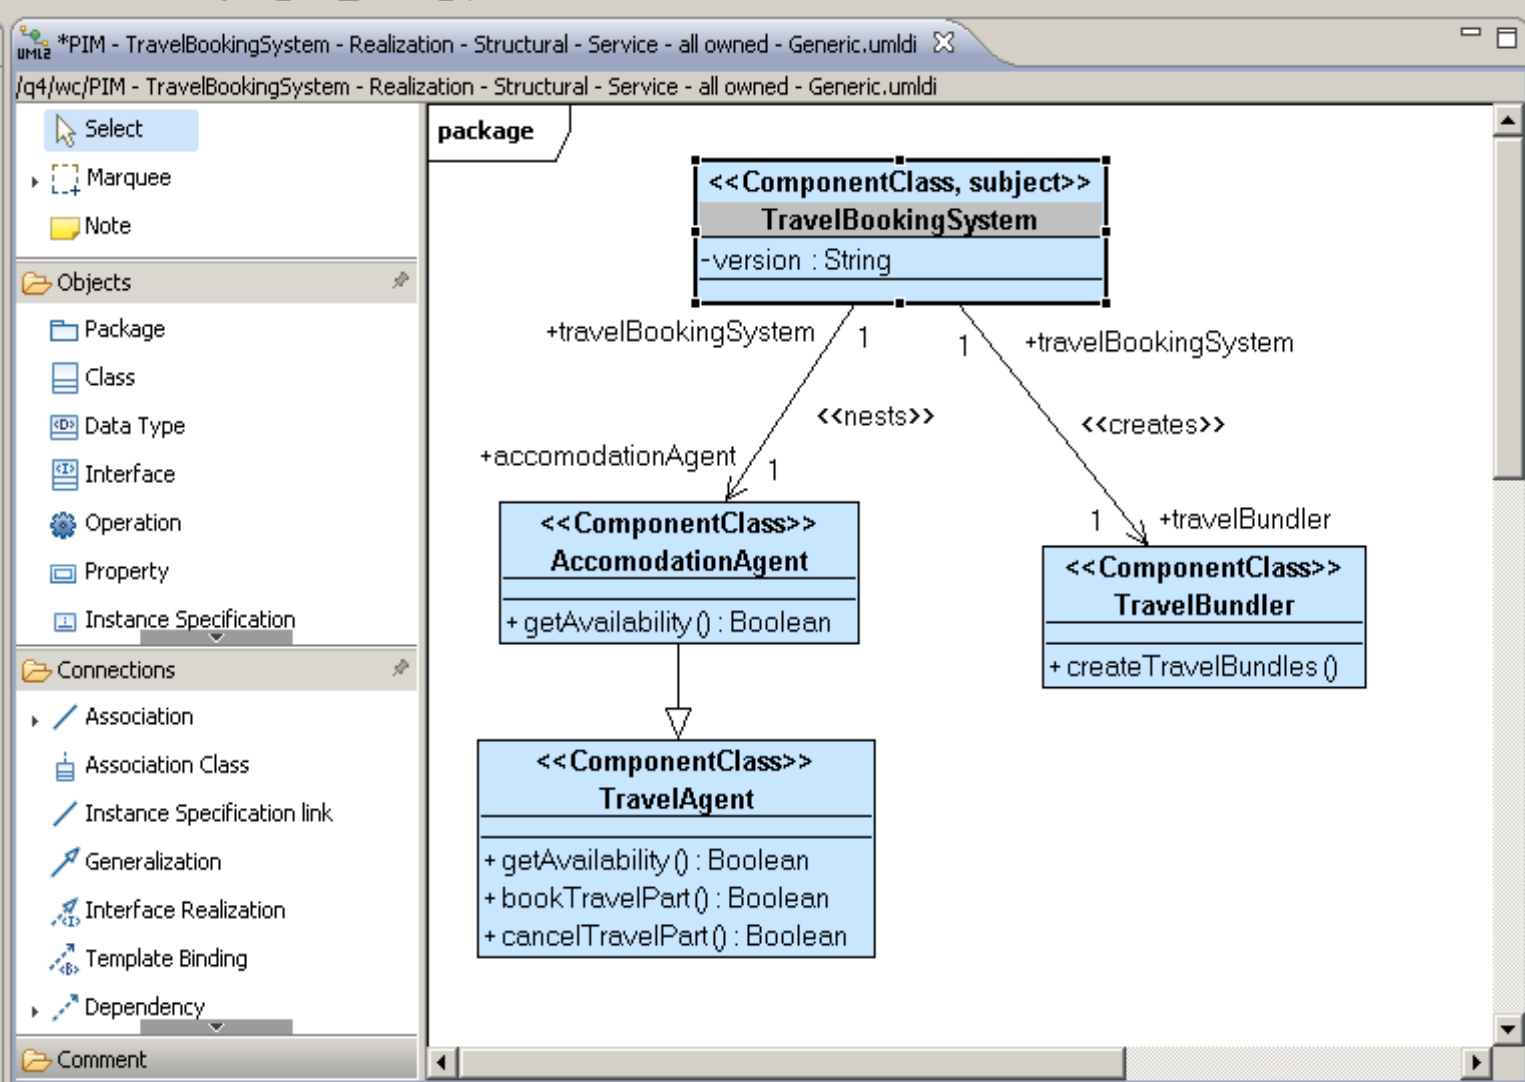 UML2 *PIM - TravelBookingSystem - Realization - Structural - Service - all owned - Generic.umldi
/q4/wc/PIM - TravelBookingSystem - Realization - Structural - Service - all owned - Generic.umldi
Select
Marquee
Note
Objects
Package
Class
Data Type
Interface
Operation
Property
Instance Specification
Connections
Association
Association Class
Instance Specification link
Generalization
Interface Realization
Template Binding
Dependency
Comment
package
<<ComponentClass, subject>>
TravelBookingSystem
-version : String
+travelBookingSystem
1
1
+travelBookingSystem
<<nests>>
<<creates>>
+accomodationAgent
1
1
+travelBundler
<<ComponentClass>>
AccomodationAgent
+ getAvailability () : Boolean
<<ComponentClass>>
TravelBundler
+ createTravelBundles ()
<<ComponentClass>>
TravelAgent
+ getAvailability () : Boolean
+ bookTravelPart () : Boolean
+ cancelTravelPart () : Boolean